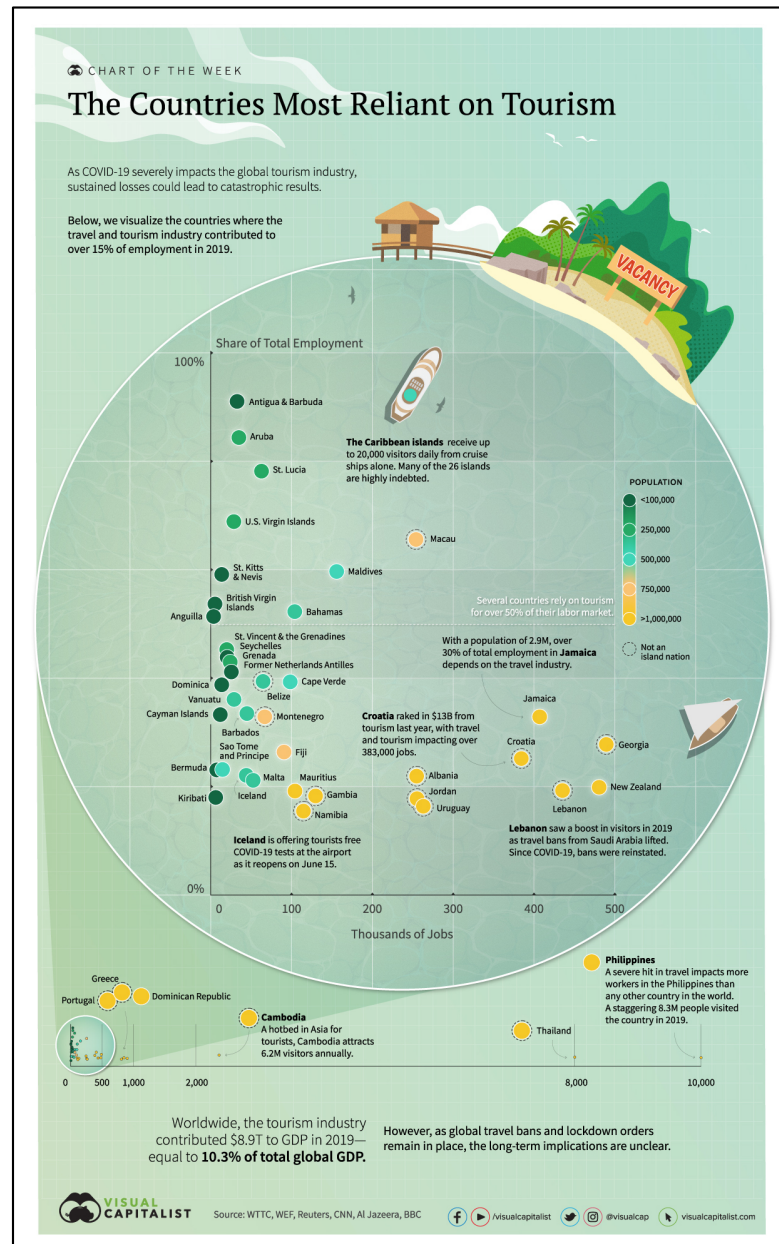 CHART OF THE WEEK
The Countries Most Reliant on Tourism
As COVID-19 severely impacts the global tourism industry,
sustained losses could lead to catastrophic results.
Below, we visualize the countries where the
travel and tourism industry contributed to
over 15% of employment in 2019.
VACANCY
Share of Total Employment
100%
Antigua & Barbuda
Aruba
St. Lucia
The Caribbean islands receive up
to 20,000 visitors daily from cruise
ships alone. Many of the 26 islands
are highly indebted.
POPULATION
<100,000
250,000
500,000
750,000
>1,000,000
Not an
island nation
U.S. Virgin Islands
Macau
St. Kitts
& Nevis
Maldives
British Virgin
Islands
Anguilla
Bahamas
Several countries rely on tourism
for over 50% of their labor market.
St. Vincent & the Grenadines
Seychelles
Grenada
Former Netherlands Antilles
With a population of 2.9M, over
30% of total employment in Jamaica
depends on the travel industry.
Dominica
Cape Verde
Belize
Vanuatu
Jamaica
Cayman Islands
Montenegro
Barbados
Croatia raked in $13B from
tourism last year, with travel
and tourism impacting over
383,000 jobs.
Croatia
Georgia
Sao Tome
and Principe
Fiji
Bermuda
Malta
Iceland
Mauritius
Albania
Jordan
Uruguay
Gambia
Namibia
Kiribati
New Zealand
Lebanon
Iceland is offering tourists free
COVID-19 tests at the airport
as it reopens on June 15.
Lebanon saw a boost in visitors in 2019
as travel bans from Saudi Arabia lifted.
Since COVID-19, bans were reinstated.
0%
0 100 200 300 400 500
Thousands of Jobs
Greece
Portugal
Dominican Republic
Cambodia
A hotbed in Asia for
tourists, Cambodia attracts
6.2M visitors annually.
Thailand
Philippines
A severe hit in travel impacts more
workers in the Philippines than
any other country in the world.
A staggering 8.3M people visited
the country in 2019.
0 500 1,000 2,000 8,000 10,000
Worldwide, the tourism industry
contributed $8.9T to GDP in 2019—
equal to 10.3% of total global GDP.
However, as global travel bans and lockdown orders
remain in place, the long-term implications are unclear.
VISUAL
CAPITALIST
Source: WTTC, WEF, Reuters, CNN, Al Jazeera, BBC
/visualcapitalist
@visualcap
visualcapitalist.com